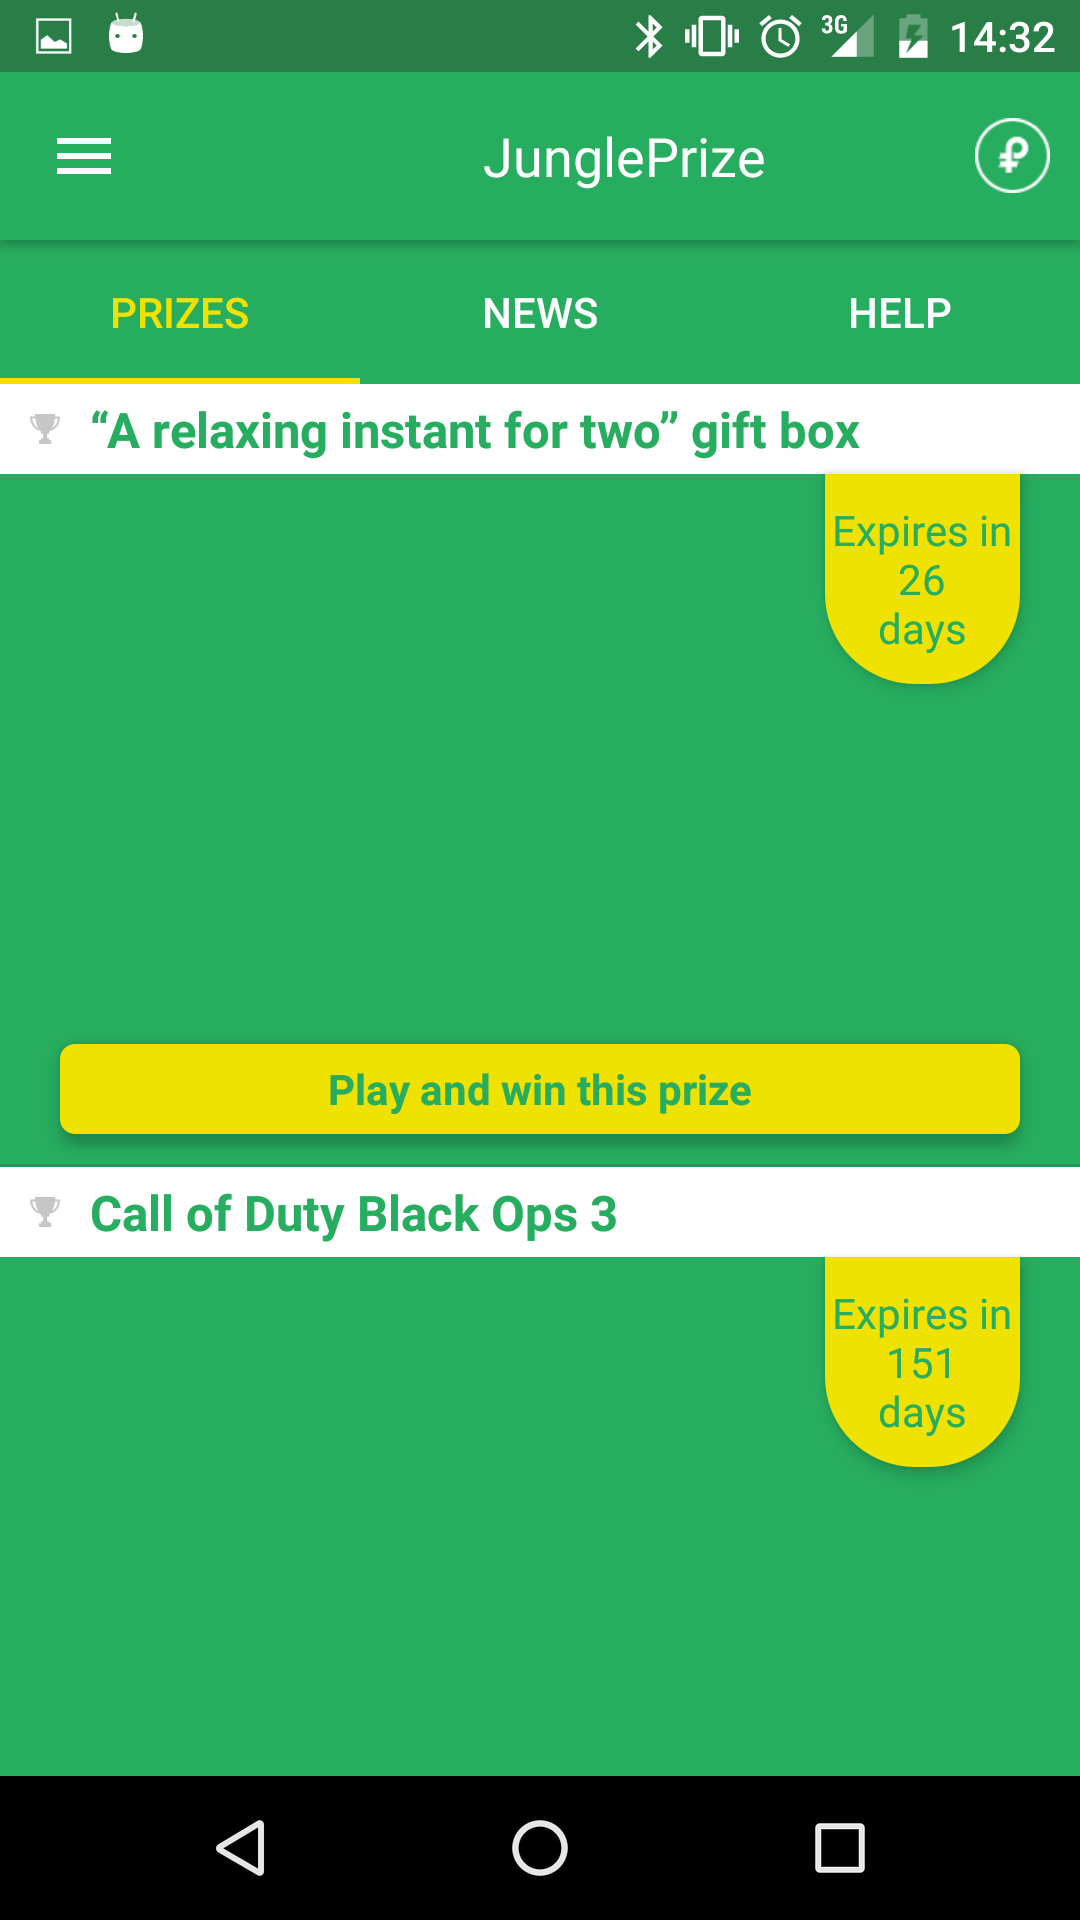 3G 14:32
JunglePrize
PRIZES NEWS HELP
“A relaxing instant for two” gift box
Expires in
26
days
Play and win this prize
Call of Duty Black Ops 3
Expires in
151
days